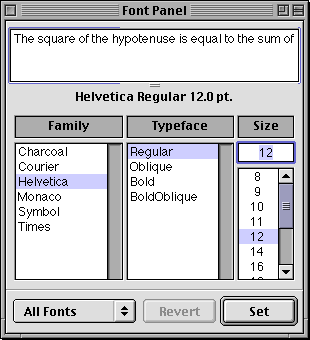 Font Panel
The square of the hypotenuse is equal to the sum of
Helvetica Regular 12.0 pt.
Family
Typeface
Size
Charcoal
Courier
Helvetica
Monaco
Symbol
Times
Regular
Oblique
Bold
BoldOblique
12
8
9
10
11
12
14
16
All Fonts
Revert
Set